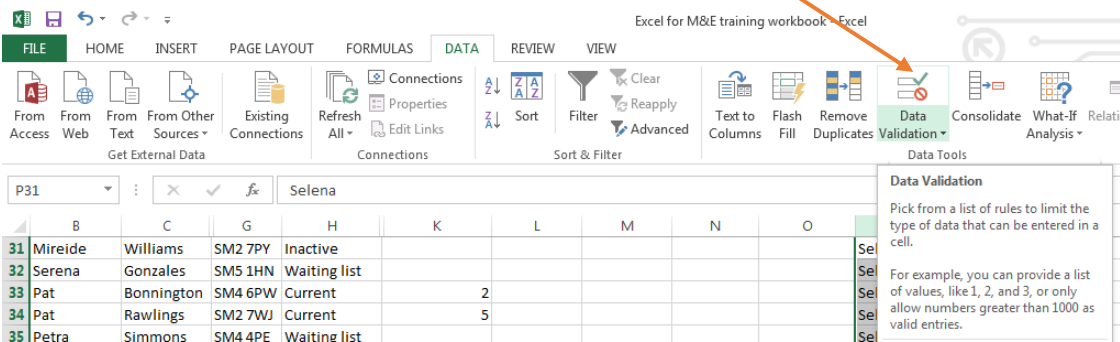 Excel for M&E training workbook - Excel
FILE HOME INSERT PAGE LAYOUT FORMULAS DATA REVIEW VIEW
From Access
From Web
From Text
From Other Sources
Existing Connections
Get External Data
Refresh All
Connections
Properties
Edit Links
Connections
Sort
Filter
Clear
Reapply
Advanced
Sort & Filter
Text to Columns
Flash Fill
Remove Duplicates
Data Validation
Consolidate
What-If Analysis
Relati
Data Tools
P31 fx Selena
B C G H K L M N O
31 Mireide Williams SM2 7PY Inactive Sel
32 Serena Gonzales SM5 1HN Waiting list Sel
33 Pat Bonnington SM4 6PW Current 2 Sel
34 Pat Rawlings SM2 7WJ Current 5 Sel
35 Petra Simmons SM4 4PE Waiting list Sel
Data Validation
Pick from a list of rules to limit the
type of data that can be entered in a
cell.
For example, you can provide a list
of values, like 1, 2, and 3, or only
allow numbers greater than 1000 as
valid entries.